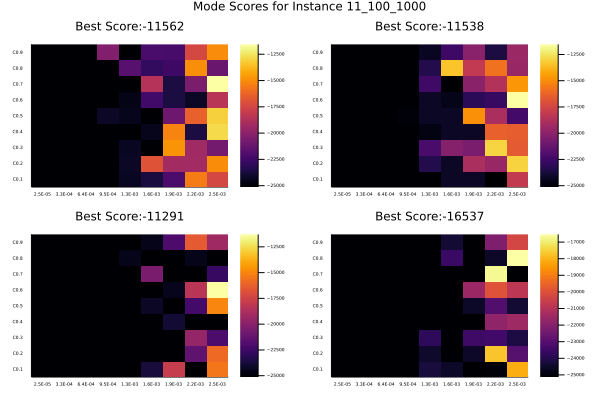 Mode Scores for Instance 11_100_1000
Best Score:-11562
Best Score:-11538
C0.9
C0.8
C0.7
C0.6
C0.5
C0.4
C0.3
C0.2
C0.1
2.5E-05 3.3E-04 6.4E-04 9.5E-04 1.3E-03 1.6E-03 1.9E-03 2.2E-03 2.5E-03
-12500
-15000
-17500
-20000
-22500
-25000
C0.9
C0.8
C0.7
C0.6
C0.5
C0.4
C0.3
C0.2
C0.1
2.5E-05 3.3E-04 6.4E-04 9.5E-04 1.3E-03 1.6E-03 1.9E-03 2.2E-03 2.5E-03
-12500
-15000
-17500
-20000
-22500
-25000
Best Score:-11291
Best Score:-16537
C0.9
C0.8
C0.7
C0.6
C0.5
C0.4
C0.3
C0.2
C0.1
2.5E-05 3.3E-04 6.4E-04 9.5E-04 1.3E-03 1.6E-03 1.9E-03 2.2E-03 2.5E-03
-12500
-15000
-17500
-20000
-22500
-25000
C0.9
C0.8
C0.7
C0.6
C0.5
C0.4
C0.3
C0.2
C0.1
2.5E-05 3.3E-04 6.4E-04 9.5E-04 1.3E-03 1.6E-03 1.9E-03 2.2E-03 2.5E-03
-17000
-18000
-19000
-20000
-21000
-22000
-23000
-24000
-25000